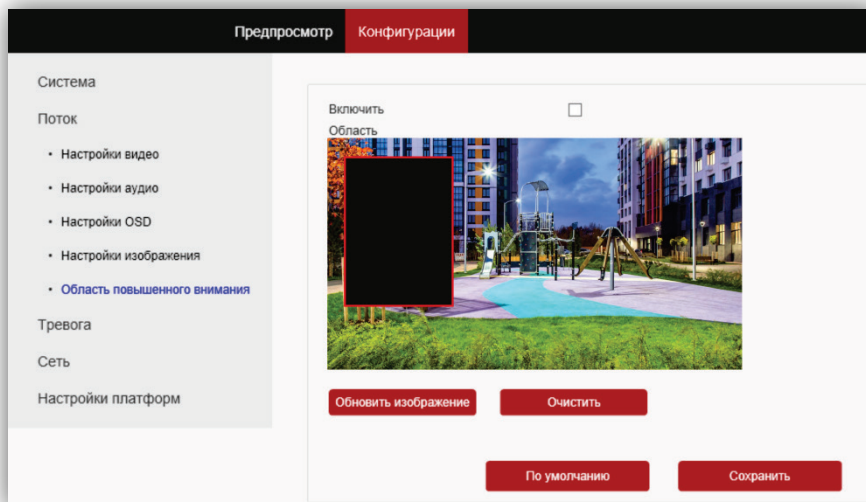 Предпросмотр Конфигурации
Система
Поток
• Настройки видео
• Настройки аудио
• Настройки OSD
• Настройки изображения
• Область повышенного внимания
Тревога
Сеть
Настройки платформ
Включить
Область
Обновить изображение Очистить
По умолчанию Сохранить